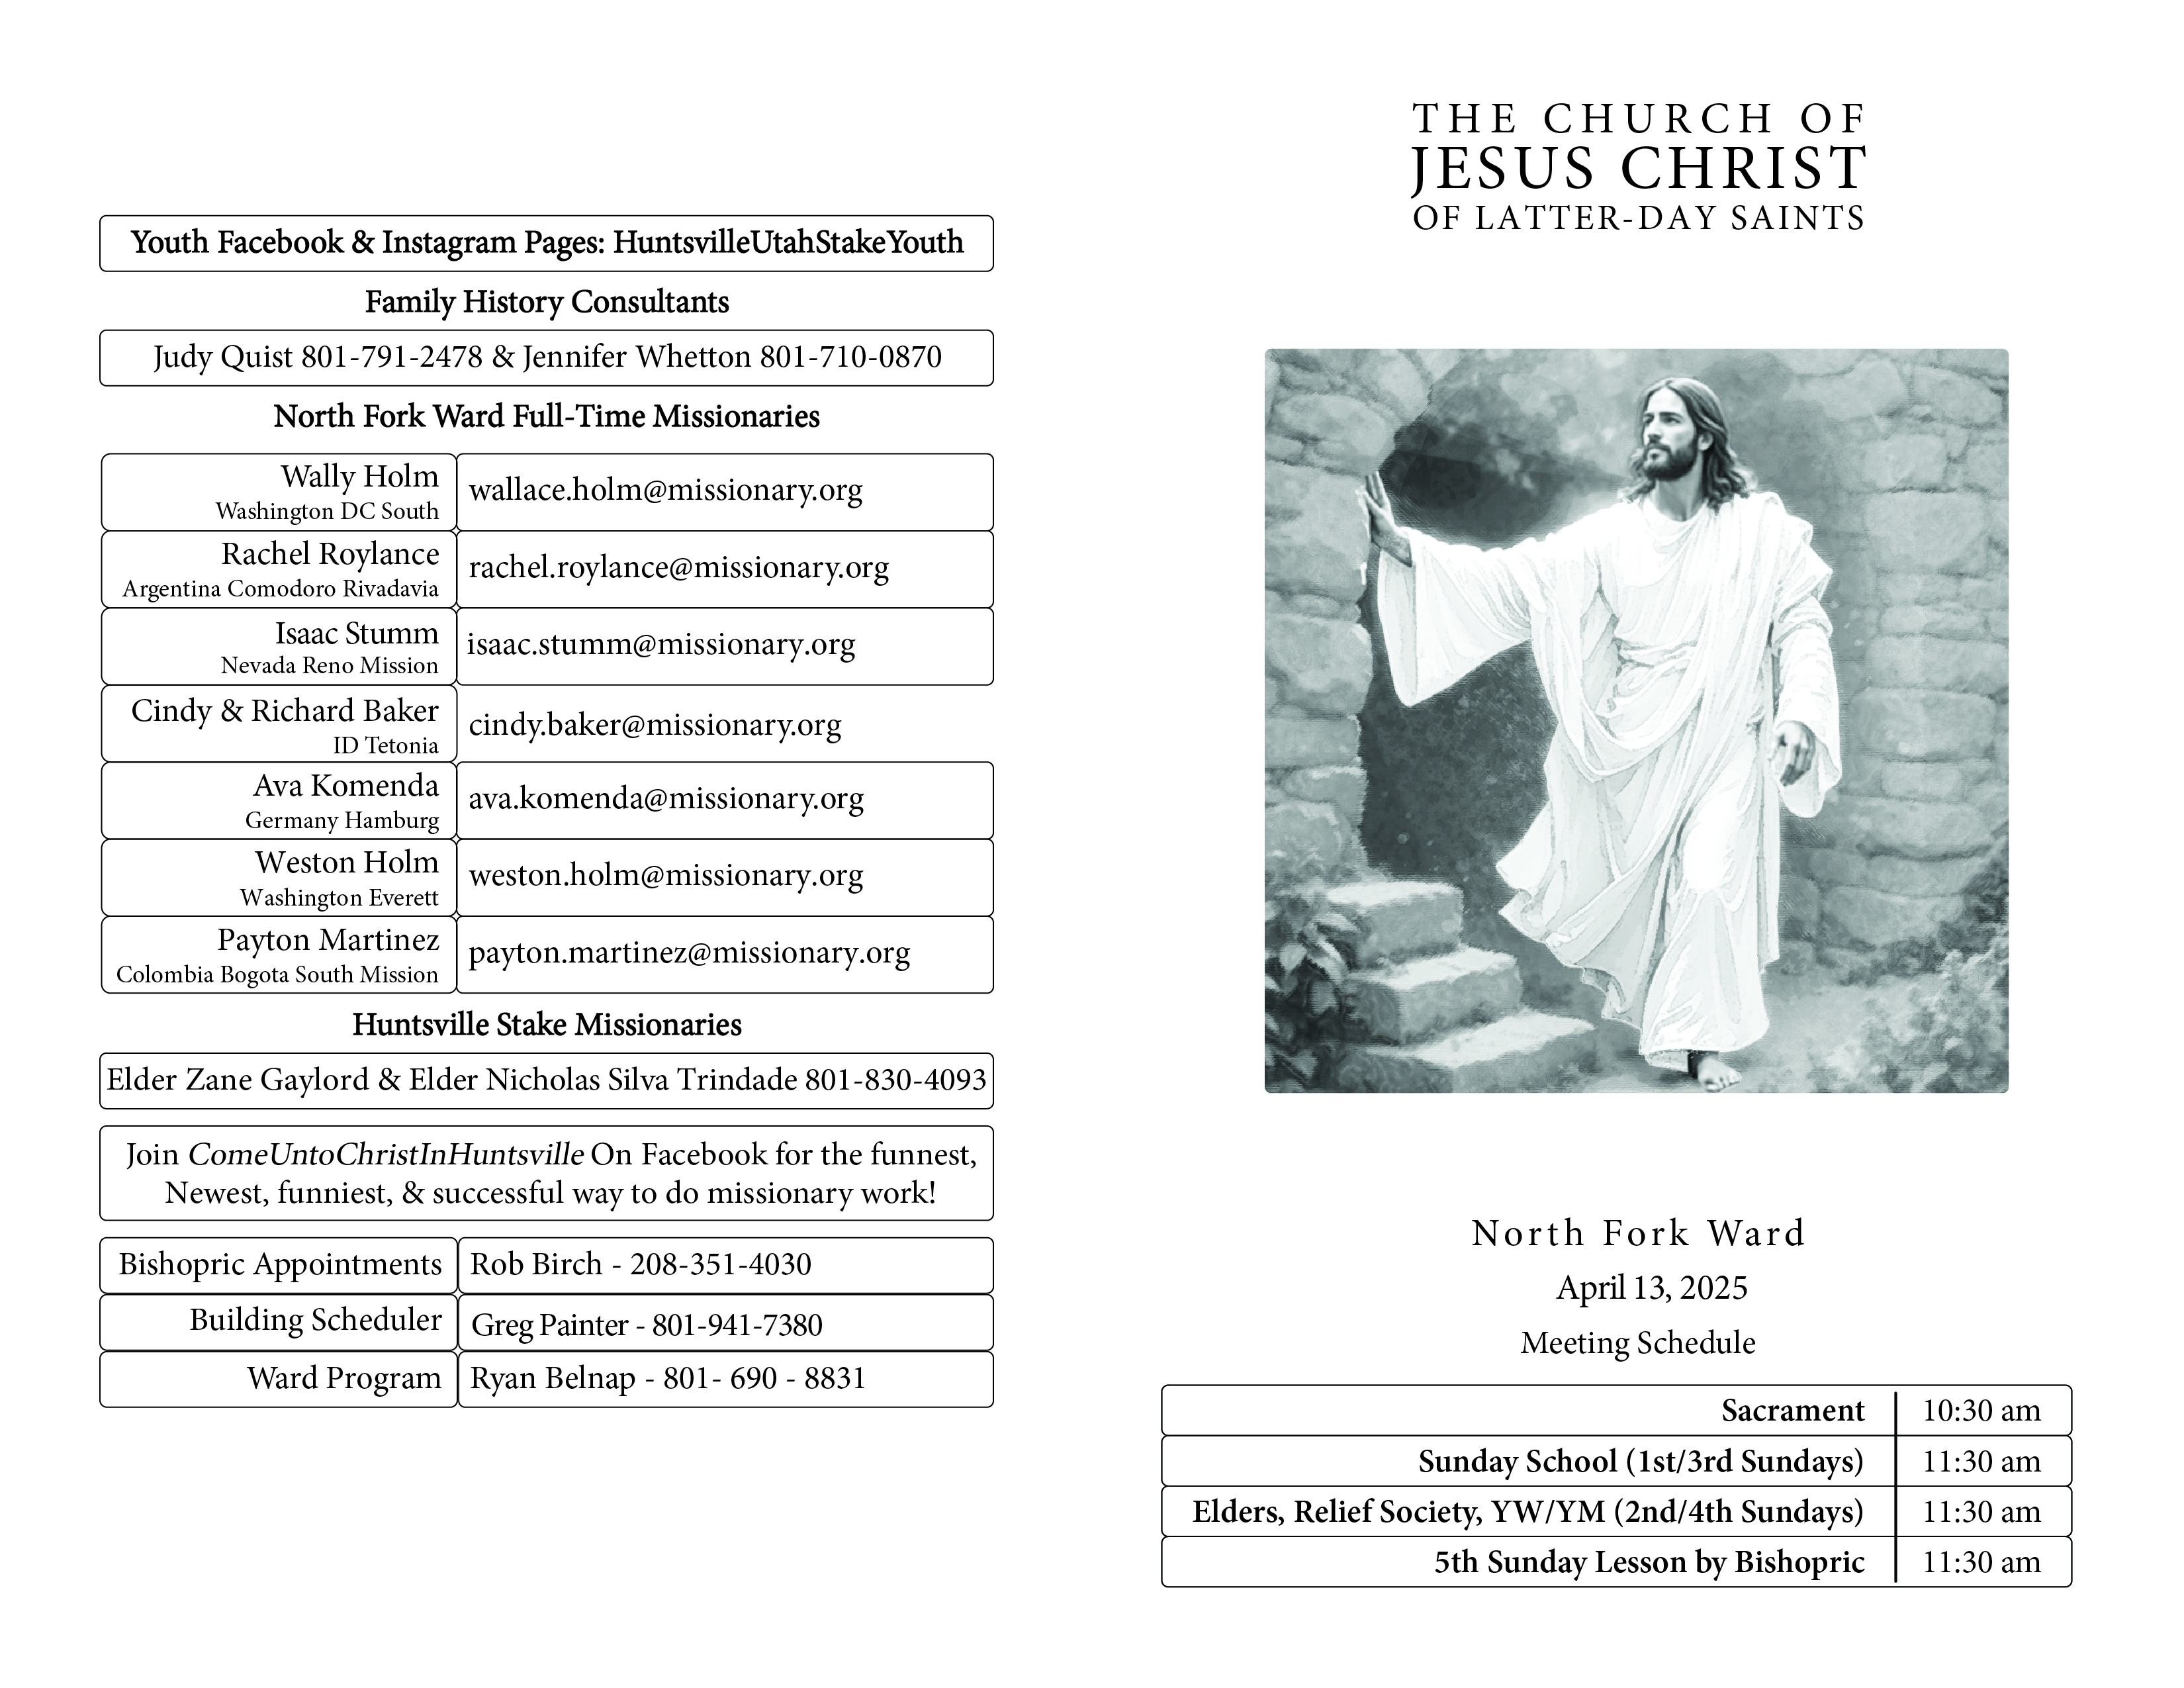 Youth Facebook & Instagram Pages: HuntsvilleUtahStakeYouth
Family History Consultants
Judy Quist 801-791-2478 & Jennifer Whetton 801-710-0870
North Fork Ward Full-Time Missionaries
Wally Holm
Washington DC South
wallace.holm@missionary.org
Rachel Roylance
Argentina Comodoro Rivadavia
rachel.roylance@missionary.org
Isaac Stumm
Nevada Reno Mission
isaac.stumm@missionary.org
Cindy & Richard Baker
ID Tetonia
cindy.baker@missionary.org
Ava Komenda
Germany Hamburg
ava.komenda@missionary.org
Weston Holm
Washington Everett
weston.holm@missionary.org
Payton Martinez
Colombia Bogota South Mission
payton.martinez@missionary.org
Huntsville Stake Missionaries
Elder Zane Gaylord & Elder Nicholas Silva Trindade 801-830-4093
Join ComeUntoChristInHuntsville On Facebook for the funnest,
Newest, funniest, & successful way to do missionary work!
Bishopric Appointments Rob Birch - 208-351-4030
Building Scheduler Greg Painter - 801-941-7380
Ward Program Ryan Belnap - 801- 690 - 8831
THE CHURCH OF
JESUS CHRIST
OF LATTER-DAY SAINTS
North Fork Ward
April 13, 2025
Meeting Schedule
Sacrament 10:30 am
Sunday School (1st/3rd Sundays) 11:30 am
Elders, Relief Society, YW/YM (2nd/4th Sundays) 11:30 am
5th Sunday Lesson by Bishopric 11:30 am